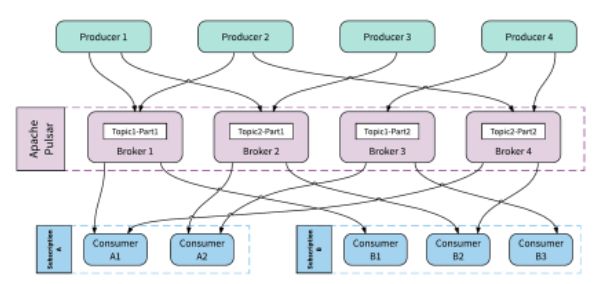 Producer 1
Producer 2
Producer 3
Producer 4
Apache
Pulsar
Topic1-Part1
Broker 1
Topic2-Part1
Broker 2
Topic1-Part2
Broker 3
Topic2-Part2
Broker 4
Subscription
A
Consumer
A1
Consumer
A2
Subscription
B
Consumer
B1
Consumer
B2
Consumer
B3